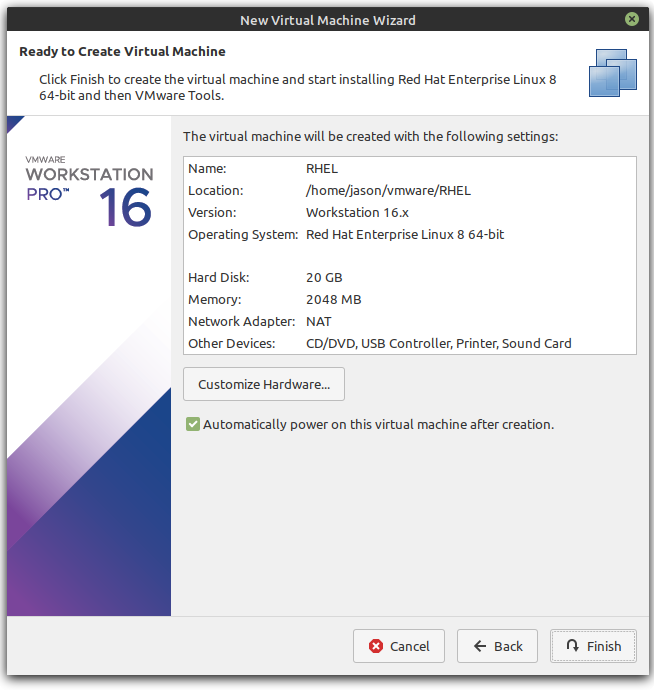 New Virtual Machine Wizard
Ready to Create Virtual Machine
Click Finish to create the virtual machine and start installing Red Hat Enterprise Linux 8
64-bit and then VMware Tools.
VMWARE
WORKSTATION
PRO™ 16
The virtual machine will be created with the following settings:
Name: RHEL
Location: /home/jason/vmware/RHEL
Version: Workstation 16.x
Operating System: Red Hat Enterprise Linux 8 64-bit
Hard Disk: 20 GB
Memory: 2048 MB
Network Adapter: NAT
Other Devices: CD/DVD, USB Controller, Printer, Sound Card
Customize Hardware...
Automatically power on this virtual machine after creation.
Cancel Back Finish